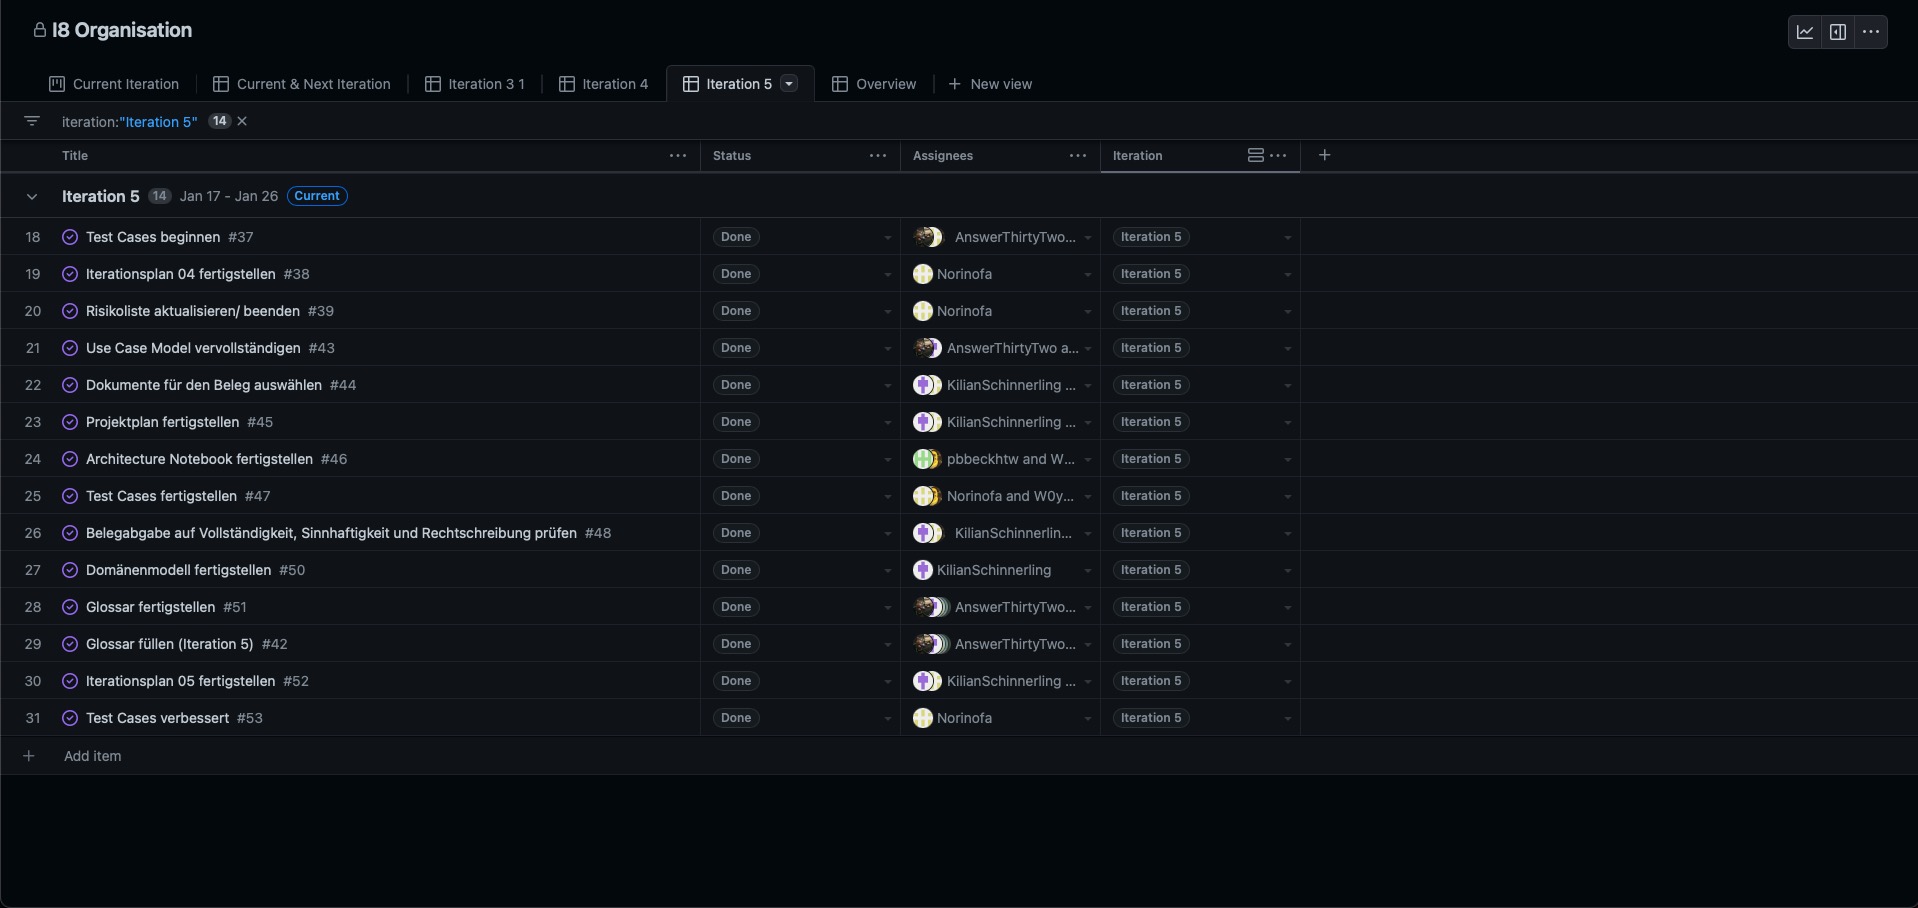 I8 Organisation
Current Iteration
Current & Next Iteration
Iteration 3 1
Iteration 4
Iteration 5
Overview
New view
iteration:"Iteration 5" 14
Title Status Assignees Iteration
Iteration 5 14 Jan 17 - Jan 26 Current
18 Test Cases beginnen #37 Done AnswerThirtyTwo... Iteration 5
19 Iterationsplan 04 fertigstellen #38 Done Norinofa Iteration 5
20 Risikoliste aktualisieren/ beenden #39 Done Norinofa Iteration 5
21 Use Case Model vervollständigen #43 Done AnswerThirtyTwo a... Iteration 5
22 Dokumente für den Beleg auswählen #44 Done KilianSchinnerling ... Iteration 5
23 Projektplan fertigstellen #45 Done KilianSchinnerling ... Iteration 5
24 Architecture Notebook fertigstellen #46 Done pbbeckhtw and W... Iteration 5
25 Test Cases fertigstellen #47 Done Norinofa and W0y... Iteration 5
26 Belegabgabe auf Vollständigkeit, Sinnhaftigkeit und Rechtschreibung prüfen #48 Done KilianSchinnerlin... Iteration 5
27 Domänenmodell fertigstellen #50 Done KilianSchinnerling Iteration 5
28 Glossar fertigstellen #51 Done AnswerThirtyTwo... Iteration 5
29 Glossar füllen (Iteration 5) #42 Done AnswerThirtyTwo... Iteration 5
30 Iterationsplan 05 fertigstellen #52 Done KilianSchinnerling ... Iteration 5
31 Test Cases verbessert #53 Done Norinofa Iteration 5
Add item